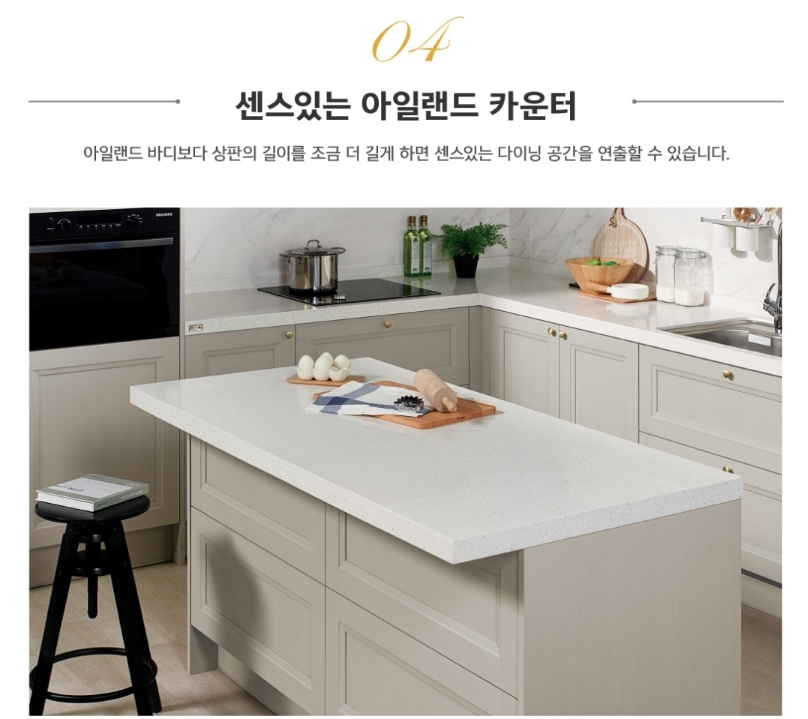 04
센스있는 아일랜드 카운터
아일랜드 바디보다 상판의 길이를 조금 더 길게 하면 센스있는 다이닝 공간을 연출할 수 있습니다.